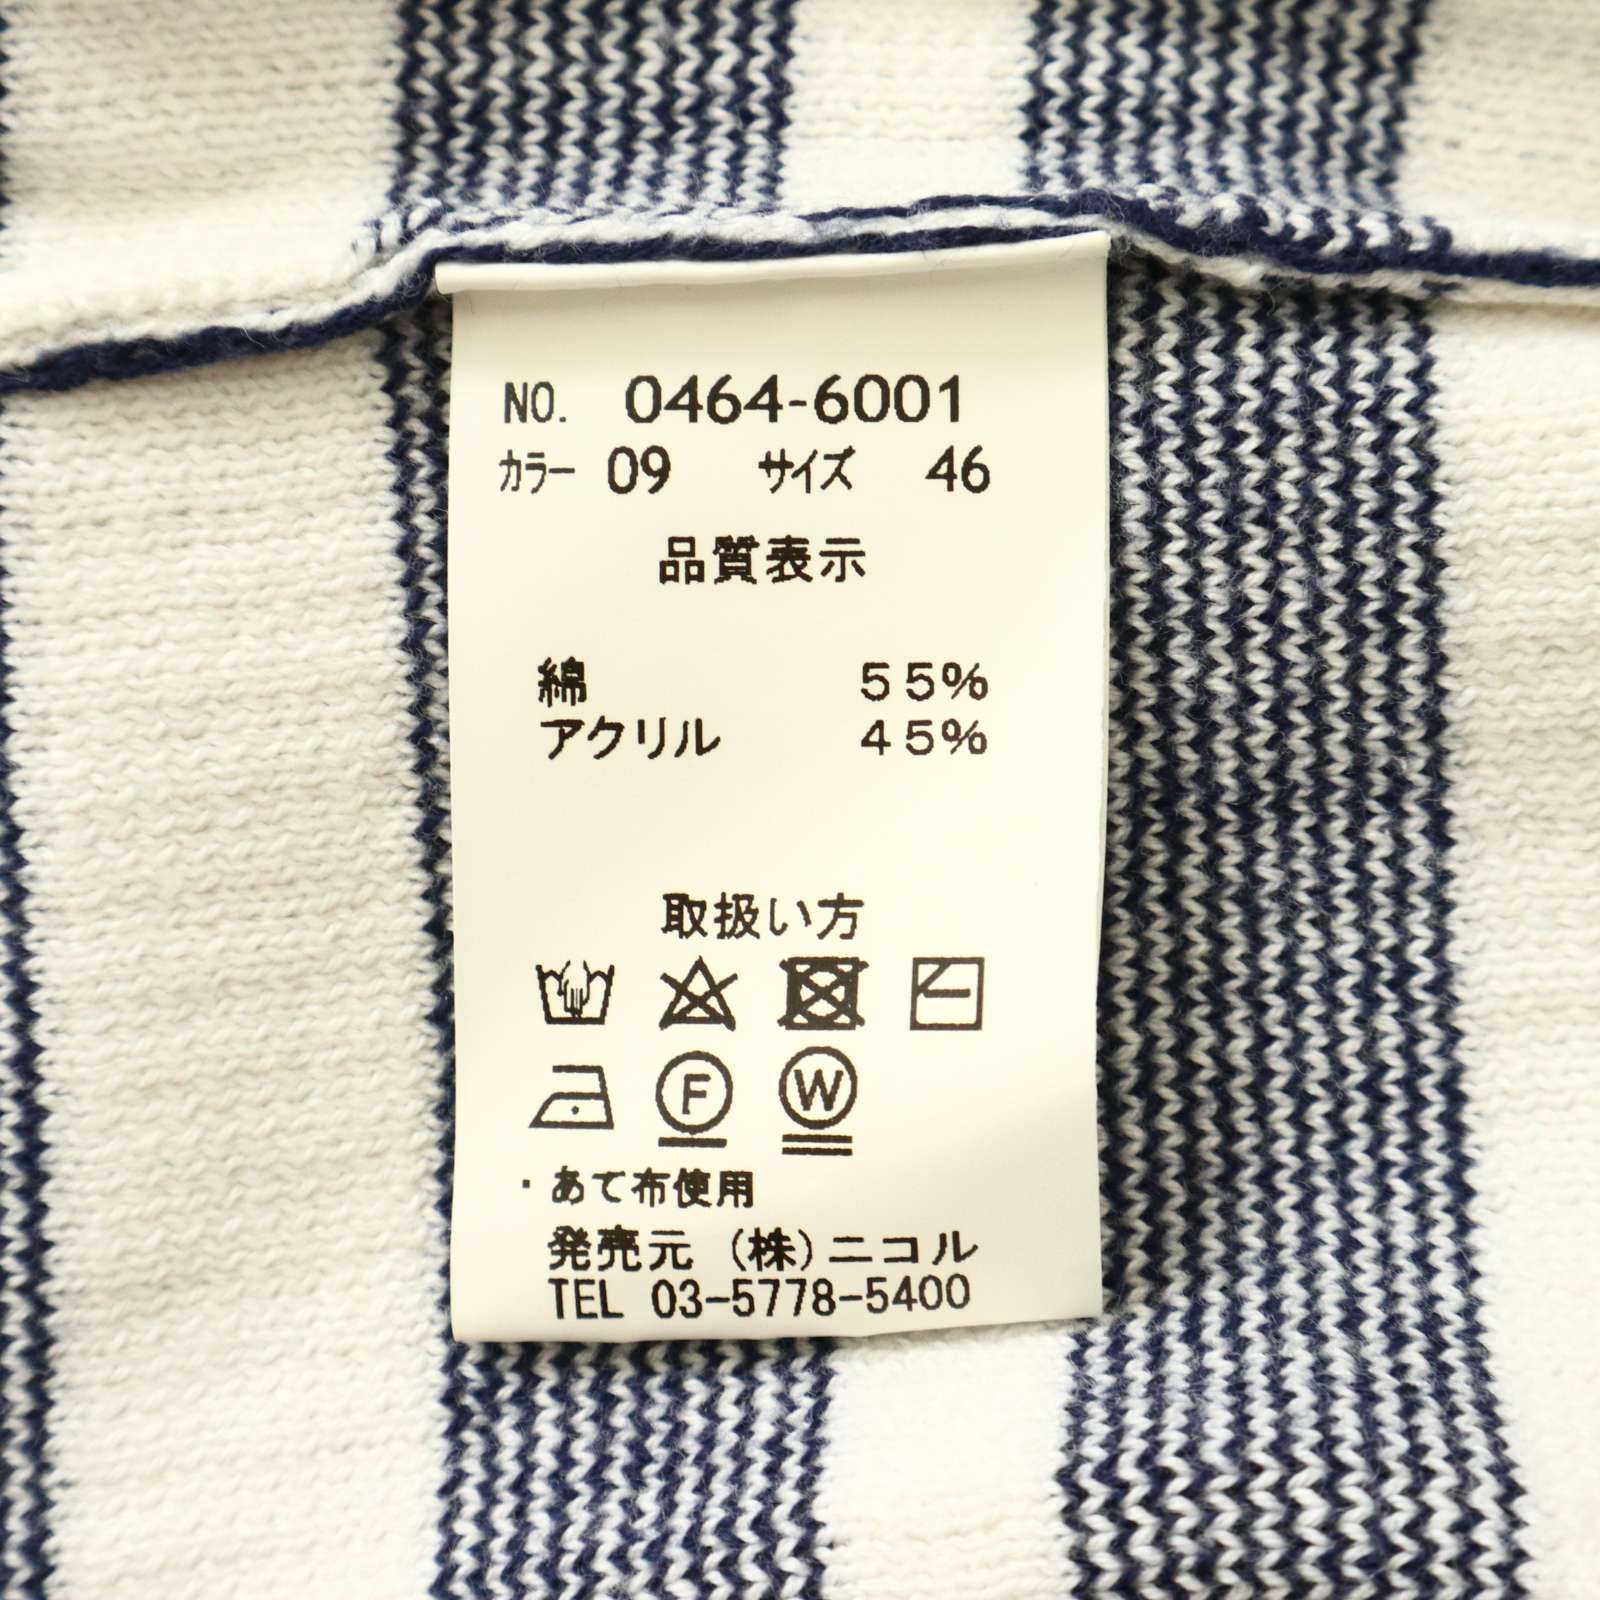 NO. 0464-6001
カラー 09 サイズ 46
品質表示
綿 55%
アクリル 45%
取扱い方
F W
・あて布使用
発売元 (株)ニコル
TEL 03-5778-5400